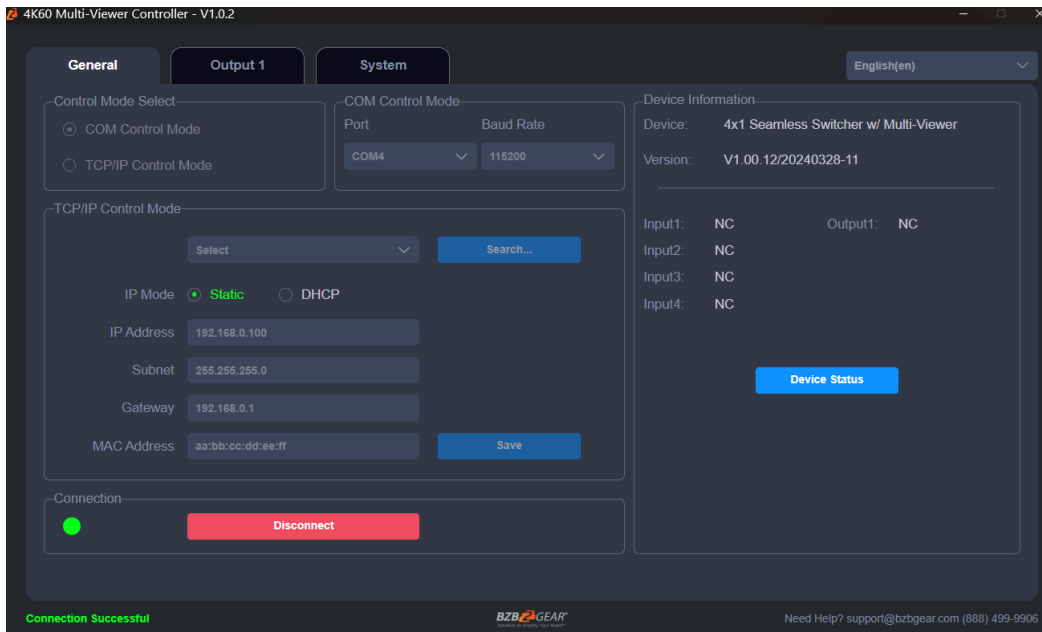 4K60 Multi-Viewer Controller - V1.0.2
General
Output 1
System
English(en)
Control Mode Select
COM Control Mode
TCP/IP Control Mode
COM Control Mode
Port
Baud Rate
COM4
115200
Device Information
Device: 4x1 Seamless Switcher w/ Multi-Viewer
Version: V1.00.12/20240328-11
Input1: NC Output1: NC
Input2: NC
Input3: NC
Input4: NC
Device Status
TCP/IP Control Mode
Select
Search...
IP Mode Static DHCP
IP Address 192.168.0.100
Subnet 255.255.255.0
Gateway 192.168.0.1
MAC Address aa:bb:cc:dd:ee:ff
Save
Connection
Disconnect
Connection Successful
BZBGEAR
Need Help? support@bzbgear.com (888) 499-9906